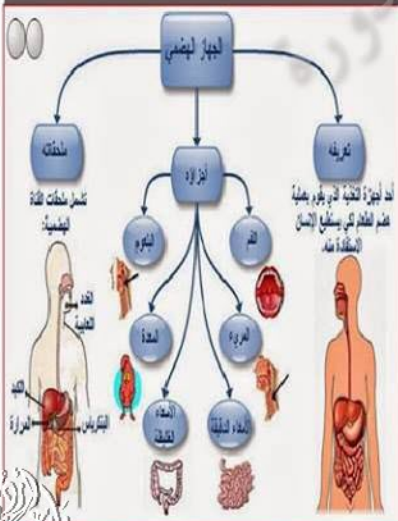 الجهاز الهضمي
تعريفه
أجزاؤه
ملحقاته
أحد أجهزة التغذية الذي يقوم بعملية
هضم الطعام لكي يستطيع الإنسان
الاستفادة منه.
الفم
البلعوم
المريء
المعدة
الأمعاء الدقيقة
الأمعاء
الغليظة
تشمل ملحقات القناة
الهضمية:
الغدد
اللعابية
الكبد
المرارة
البنكرياس